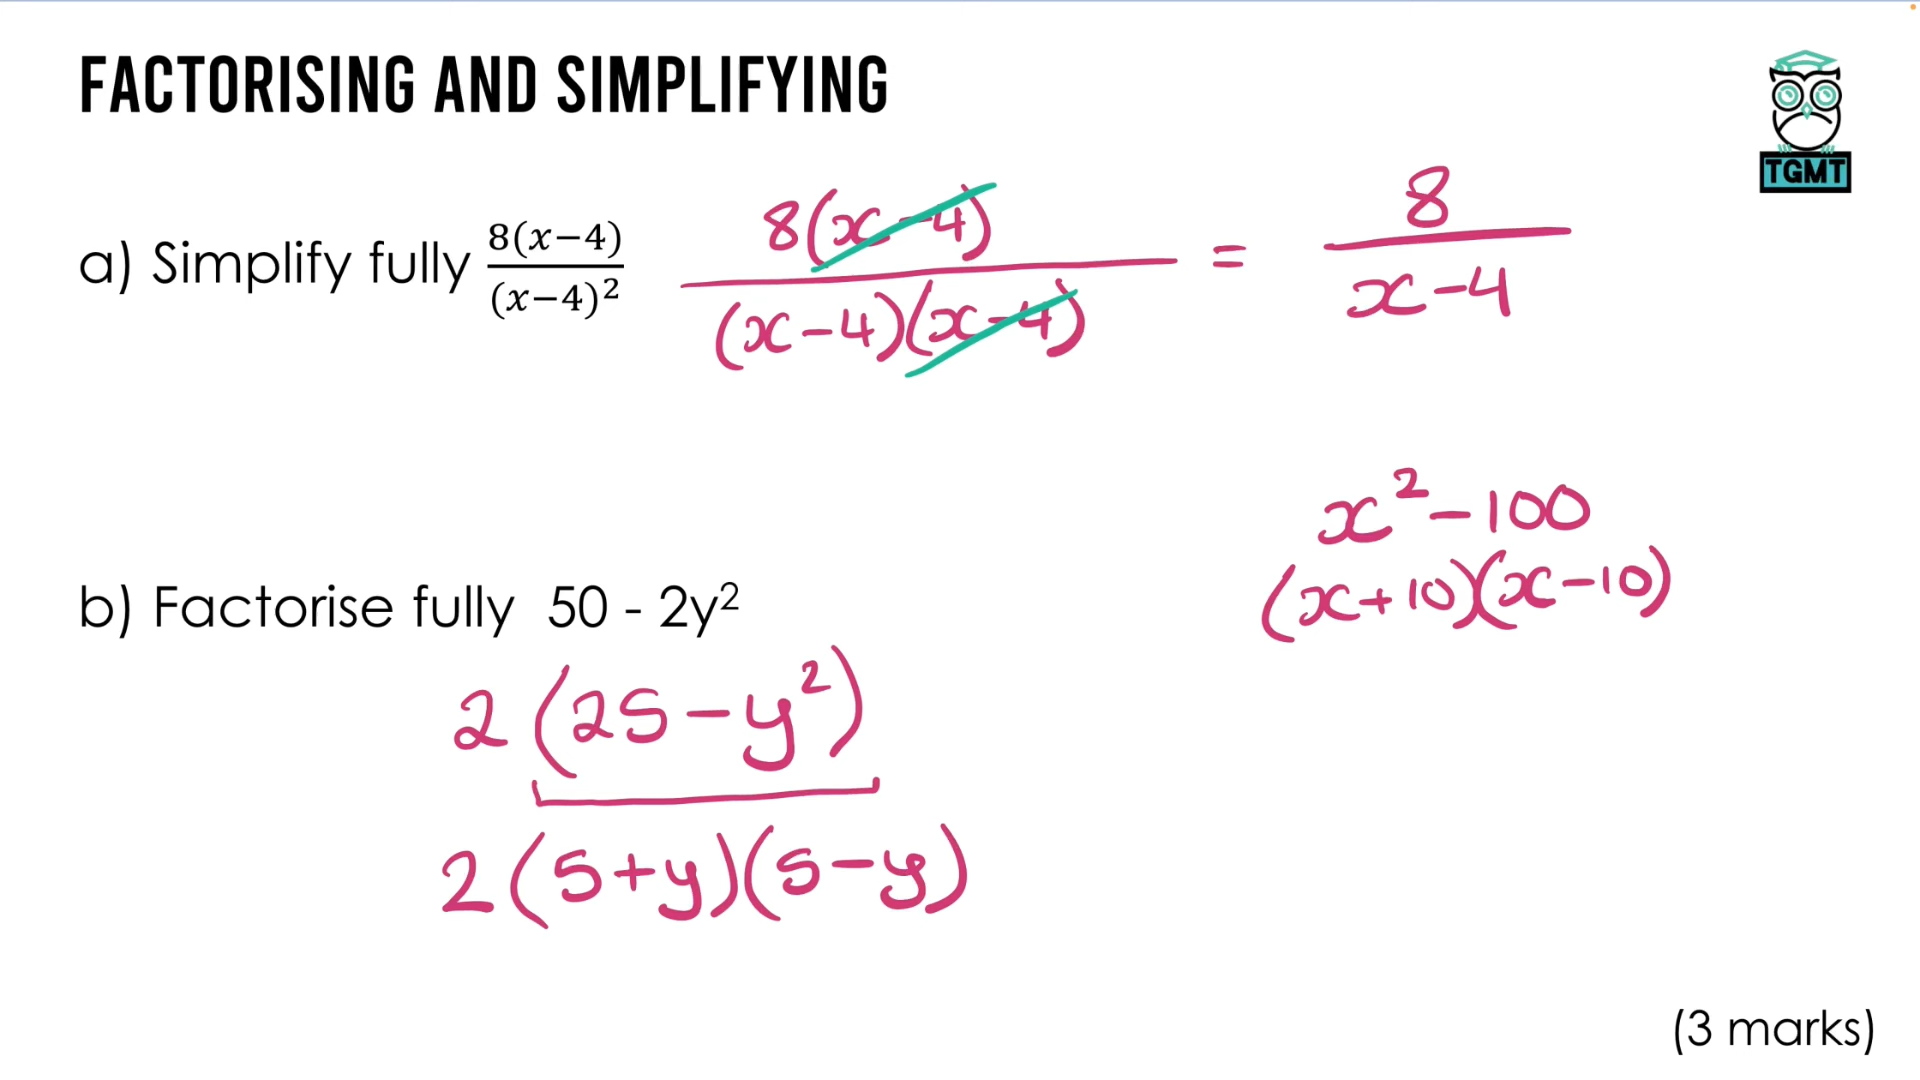 FACTORISING AND SIMPLIFYING
TGMT
a) Simplify fully 8(x−4)/(x−4)²
8(x−4)/(x−4)(x−4) = 8/x−4
x²−100
(x+10)(x−10)
b) Factorise fully 50 - 2y²
2(25−y²)
2(5+y)(5−y)
(3 marks)